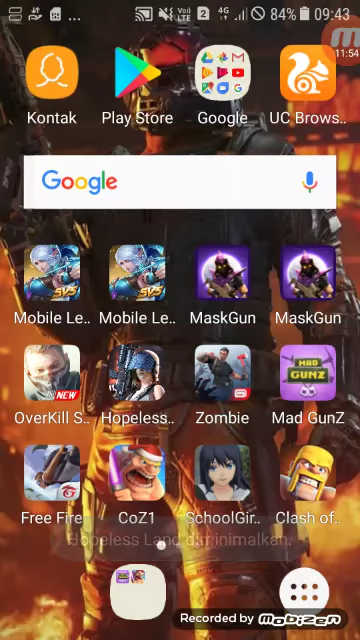 VoLTE 2 4G 84% 09:43
11:54
Kontak Play Store Google UC Brows..
Google
5V5 5V5
Mobile Le.. Mobile Le.. MaskGun MaskGun
NEW MAD GUNZ
OverKill S.. Hopeless.. Zombie Mad GunZ
Free Fire CoZ1 SchoolGir.. Clash of..
Hopeless Land diminimalkan.
Recorded by mobizen